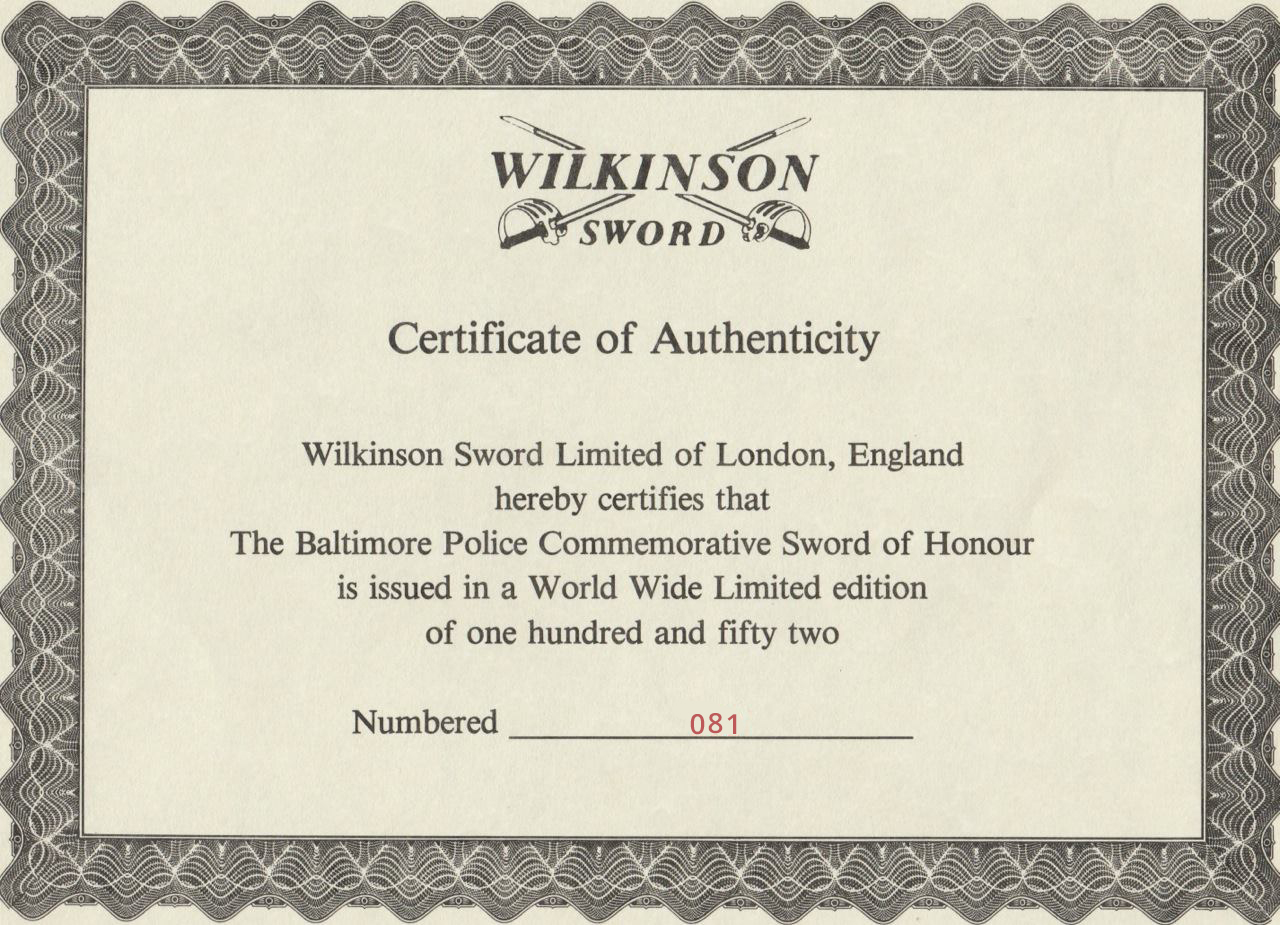 WILKINSON
SWORD
Certificate of Authenticity
Wilkinson Sword Limited of London, England
hereby certifies that
The Baltimore Police Commemorative Sword of Honour
is issued in a World Wide Limited edition
of one hundred and fifty two
Numbered 081